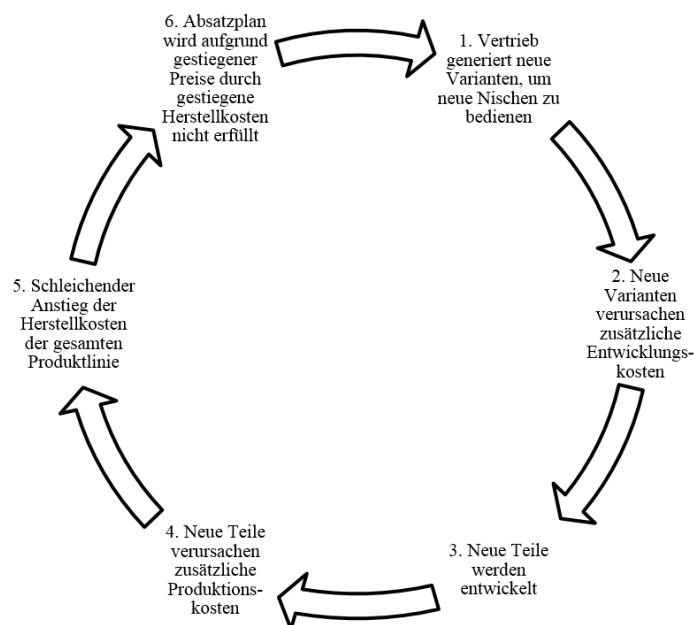 1. Vertrieb
generiert neue
Varianten, um
neue Nischen zu
bedienen
2. Neue
Varianten
verursachen
zusätzliche
Entwicklungs-
kosten
3. Neue Teile
werden
entwickelt
4. Neue Teile
verursachen
zusätzliche
Produktions-
kosten
5. Schleichender
Anstieg der
Herstellkosten
der gesamten
Produktlinie
6. Absatzplan
wird aufgrund
gestiegener
Preise durch
gestiegene
Herstellkosten
nicht erfüllt